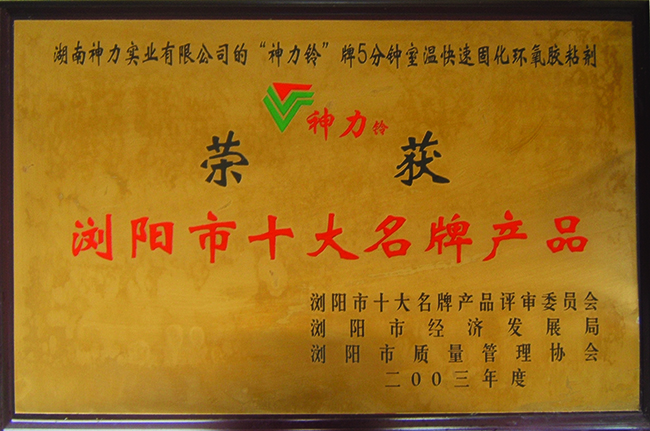 湖南神力实业有限公司的“神力铃”牌5分钟室温快速固化环氧胶粘剂
神力铃
荣获
浏阳市十大名牌产品
浏阳市十大名牌产品评审委员会
浏阳市经济发展局
浏阳市质量管理协会
二00三年度